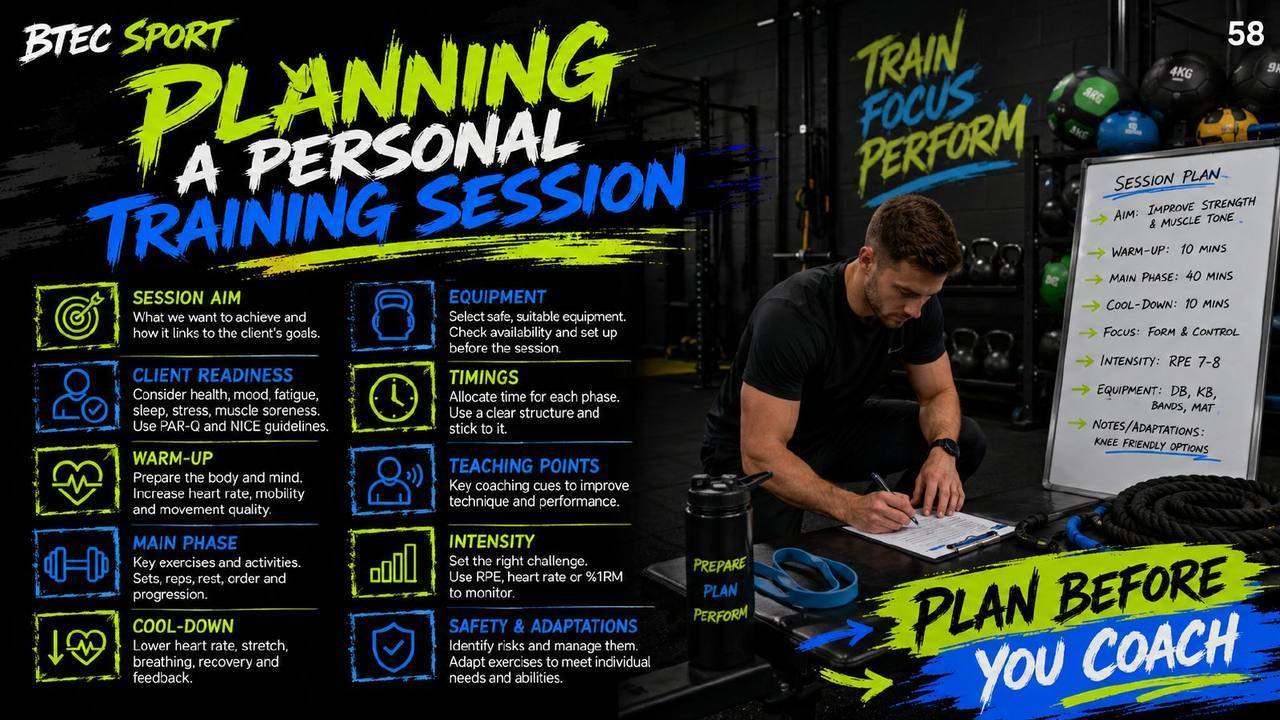 BTEC SPORT
58
PLANNING
A PERSONAL
TRAINING SESSION
SESSION AIM
What we want to achieve and
how it links to the client's goals.
CLIENT READINESS
Consider health, mood, fatigue,
sleep, stress, muscle soreness.
Use PAR-Q and NICE guidelines.
WARM-UP
Prepare the body and mind.
Increase heart rate, mobility
and movement quality.
MAIN PHASE
Key exercises and activities.
Sets, reps, rest, order and
progression.
COOL-DOWN
Lower heart rate, stretch,
breathing, recovery and
feedback.
EQUIPMENT
Select safe, suitable equipment.
Check availability and set up
before the session.
TIMINGS
Allocate time for each phase.
Use a clear structure and
stick to it.
TEACHING POINTS
Key coaching cues to improve
technique and performance.
INTENSITY
Set the right challenge.
Use RPE, heart rate or %1RM
to monitor.
SAFETY & ADAPTATIONS
Identify risks and manage them.
Adapt exercises to meet individual
needs and abilities.
TRAIN
FOCUS
PERFORM
4KG
SESSION PLAN
AIM: IMPROVE STRENGTH
& MUSCLE TONE
WARM-UP: 10 MINS
MAIN PHASE: 40 MINS
COOL-DOWN: 10 MINS
FOCUS: FORM & CONTROL
INTENSITY: RPE 7-8
EQUIPMENT: DB, KB,
BANDS, MAT
NOTES/ADAPTATIONS:
KNEE FRIENDLY OPTIONS
PREPARE
PLAN
PERFORM
PLAN BEFORE
YOU COACH